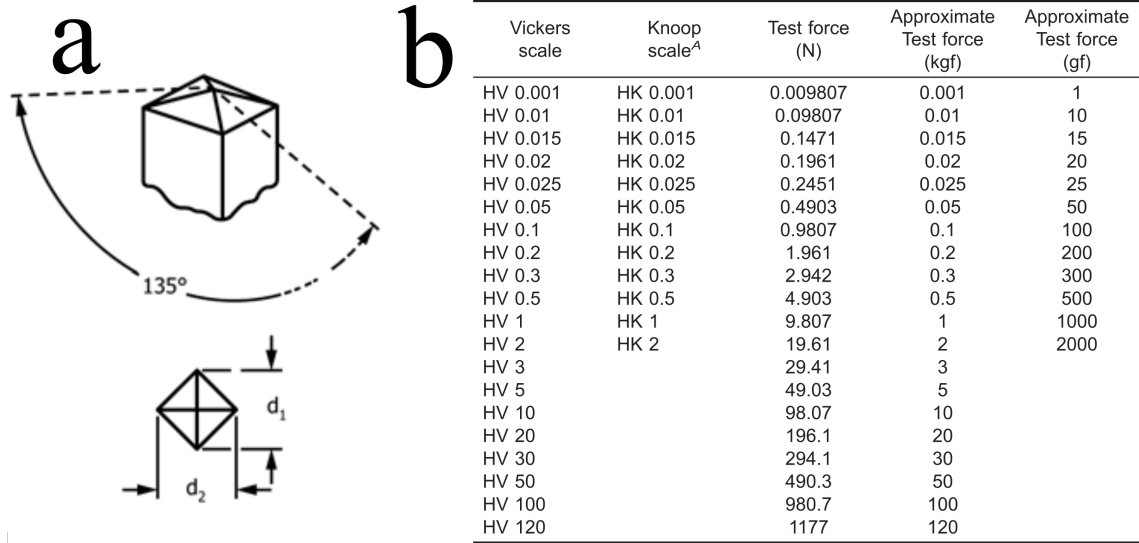 a
135°
d1
d2
b
Vickers scale	Knoop scaleA	Test force (N)	Approximate Test force (kgf)	Approximate Test force (gf)
HV 0.001	HK 0.001	0.009807	0.001	1
HV 0.01	HK 0.01	0.09807	0.01	10
HV 0.015	HK 0.015	0.1471	0.015	15
HV 0.02	HK 0.02	0.1961	0.02	20
HV 0.025	HK 0.025	0.2451	0.025	25
HV 0.05	HK 0.05	0.4903	0.05	50
HV 0.1	HK 0.1	0.9807	0.1	100
HV 0.2	HK 0.2	1.961	0.2	200
HV 0.3	HK 0.3	2.942	0.3	300
HV 0.5	HK 0.5	4.903	0.5	500
HV 1	HK 1	9.807	1	1000
HV 2	HK 2	19.61	2	2000
HV 3	29.41	3
HV 5	49.03	5
HV 10	98.07	10
HV 20	196.1	20
HV 30	294.1	30
HV 50	490.3	50
HV 100	980.7	100
HV 120	1177	120